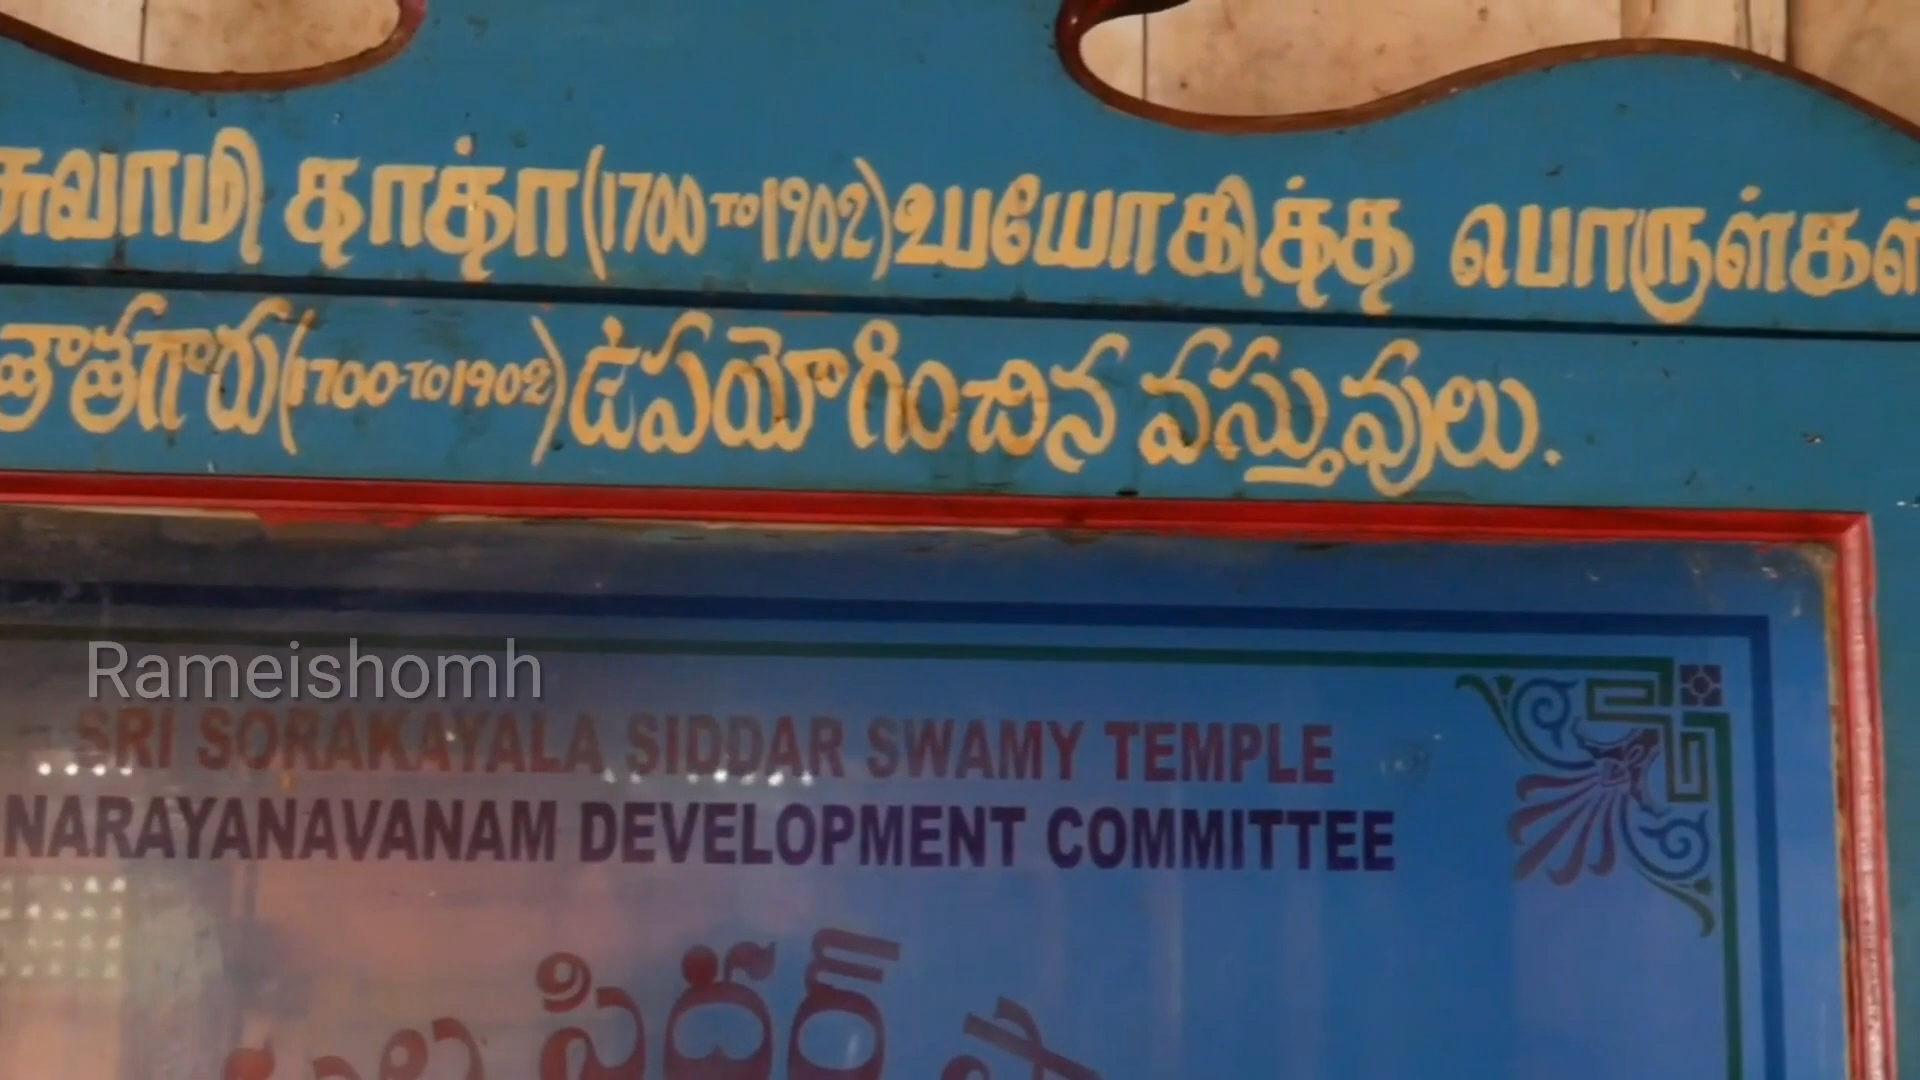 சுவாமி தாத்தா (1700 TO 1902) உபயோகித்த பொருள்கள்
తాతగారు (1700-TO 1902) ఉపయోగించిన వస్తువులు.
Rameishomh
SRI SORAKAYALA SIDDAR SWAMY TEMPLE
NARAYANAVANAM DEVELOPMENT COMMITTEE